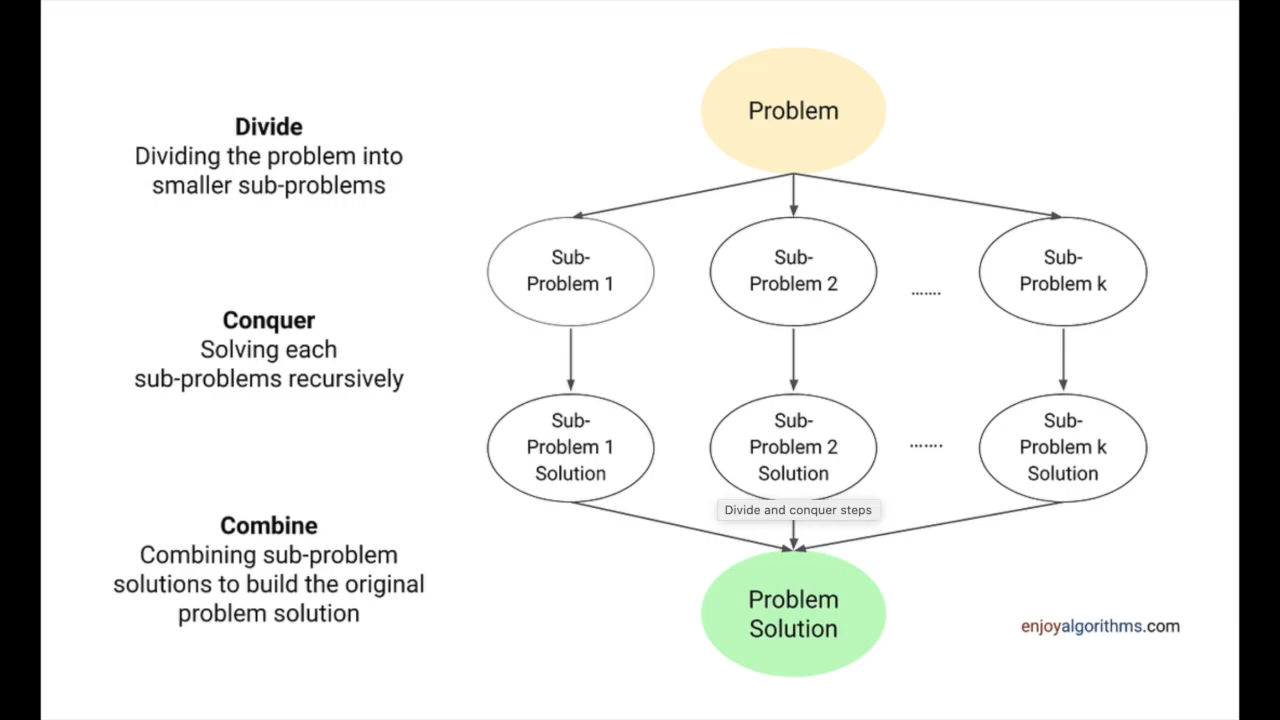 Divide
Dividing the problem into
smaller sub-problems
Conquer
Solving each
sub-problems recursively
Combine
Combining sub-problem
solutions to build the original
problem solution
Problem
Sub-
Problem 1
Sub-
Problem 2
.......
Sub-
Problem k
Sub-
Problem 1
Solution
Sub-
Problem 2
Solution
.......
Sub-
Problem k
Solution
Divide and conquer steps
Problem
Solution
enjoyalgorithms.com